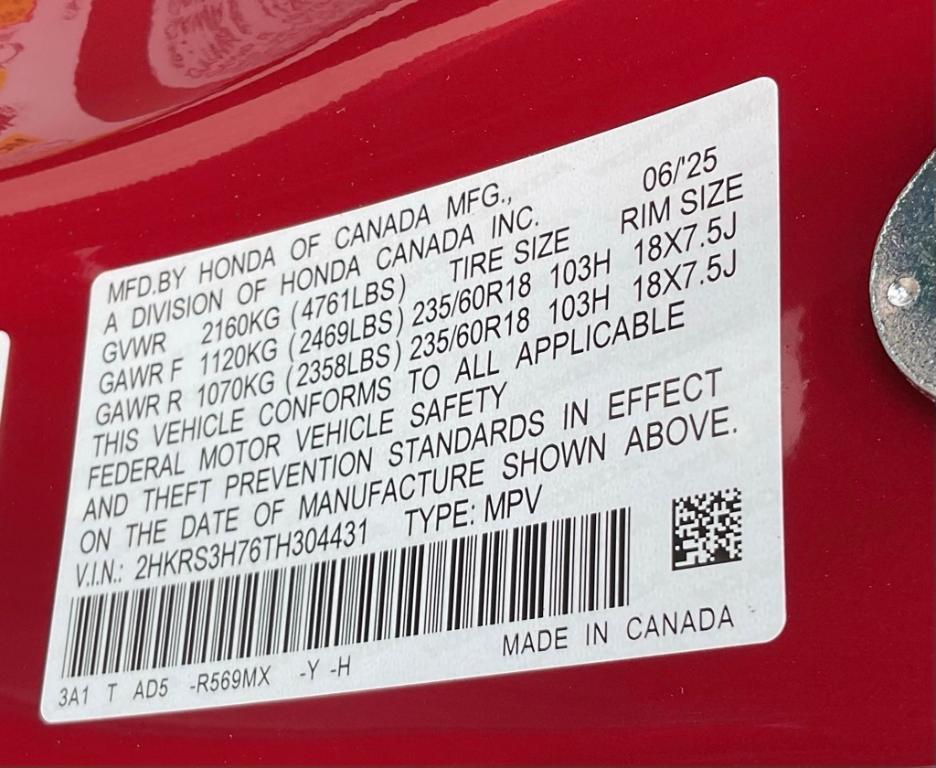 06/'25
MFD.BY HONDA OF CANADA MFG.,
A DIVISION OF HONDA CANADA INC.
GVWR 2160KG (4761LBS) TIRE SIZE RIM SIZE
GAWR F 1120KG (2469LBS) 235/60R18 103H 18X7.5J
GAWR R 1070KG (2358LBS) 235/60R18 103H 18X7.5J
THIS VEHICLE CONFORMS TO ALL APPLICABLE
FEDERAL MOTOR VEHICLE SAFETY
AND THEFT PREVENTION STANDARDS IN EFFECT
ON THE DATE OF MANUFACTURE SHOWN ABOVE.
V.I.N.: 2HKRS3H76TH304431 TYPE: MPV
MADE IN CANADA
3A1 T AD5 -R569MX -Y -H